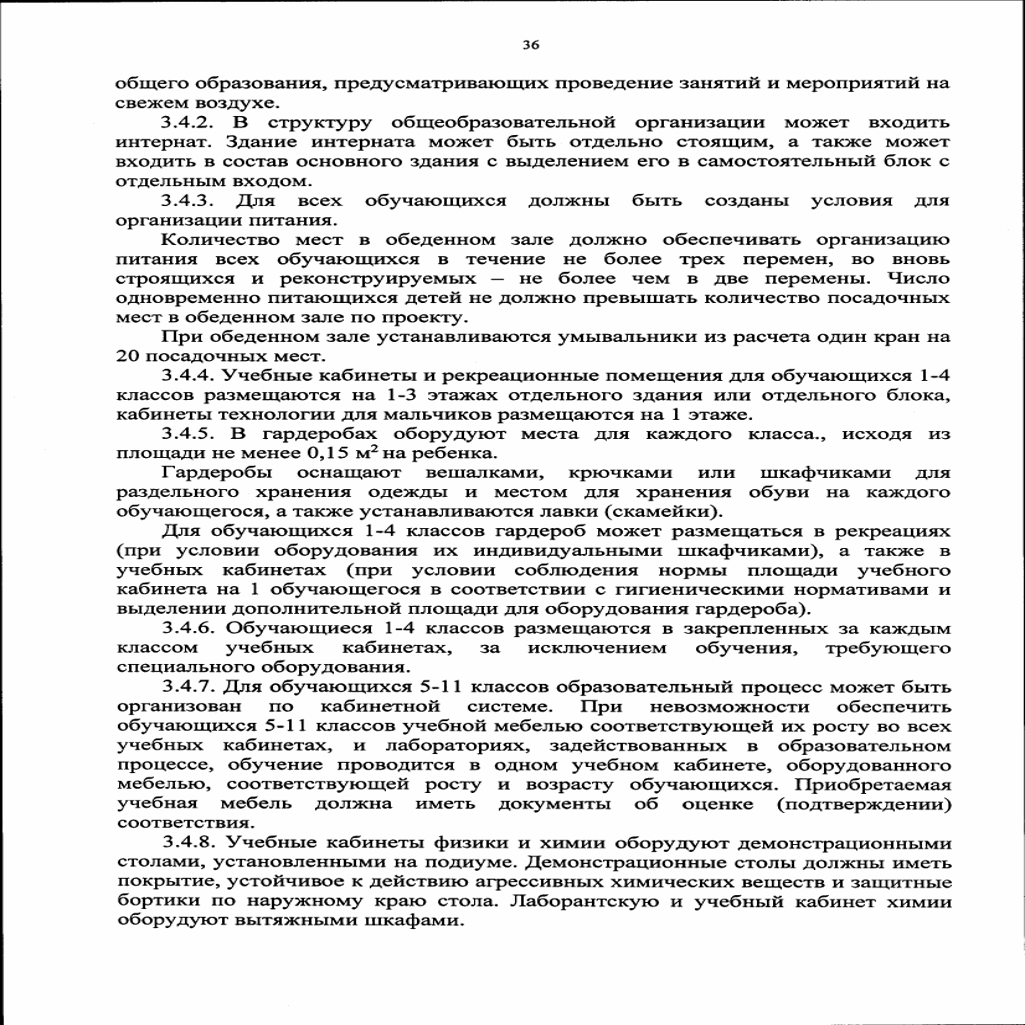 36
общего образования, предусматривающих проведение занятий и мероприятий на
свежем воздухе.
3.4.2. В структуру общеобразовательной организации может входить
интернат. Здание интерната может быть отдельно стоящим, а также может
входить в состав основного здания с выделением его в самостоятельный блок с
отдельным входом.
3.4.3. Для всех обучающихся должны быть созданы условия для
организации питания.
Количество мест в обеденном зале должно обеспечивать организацию
питания всех обучающихся в течение не более трех перемен, во вновь
строящихся и реконструируемых – не более чем в две перемены. Число
одновременно питающихся детей не должно превышать количество посадочных
мест в обеденном зале по проекту.
При обеденном зале устанавливаются умывальники из расчета один кран на
20 посадочных мест.
3.4.4. Учебные кабинеты и рекреационные помещения для обучающихся 1-4
классов размещаются на 1-3 этажах отдельного здания или отдельного блока,
кабинеты технологии для мальчиков размещаются на 1 этаже.
3.4.5. В гардеробах оборудуют места для каждого класса., исходя из
площади не менее 0,15 м² на ребенка.
Гардеробы оснащают вешалками, крючками или шкафчиками для
раздельного хранения одежды и местом для хранения обуви на каждого
обучающегося, а также устанавливаются лавки (скамейки).
Для обучающихся 1-4 классов гардероб может размещаться в рекреациях
(при условии оборудования их индивидуальными шкафчиками), а также в
учебных кабинетах (при условии соблюдения нормы площади учебного
кабинета на 1 обучающегося в соответствии с гигиеническими нормативами и
выделении дополнительной площади для оборудования гардероба).
3.4.6. Обучающиеся 1-4 классов размещаются в закрепленных за каждым
классом учебных кабинетах, за исключением обучения, требующего
специального оборудования.
3.4.7. Для обучающихся 5-11 классов образовательный процесс может быть
организован по кабинетной системе. При невозможности обеспечить
обучающихся 5-11 классов учебной мебелью соответствующей их росту во всех
учебных кабинетах, и лабораториях, задействованных в образовательном
процессе, обучение проводится в одном учебном кабинете, оборудованного
мебелью, соответствующей росту и возрасту обучающихся. Приобретаемая
учебная мебель должна иметь документы об оценке (подтверждении)
соответствия.
3.4.8. Учебные кабинеты физики и химии оборудуют демонстрационными
столами, установленными на подиуме. Демонстрационные столы должны иметь
покрытие, устойчивое к действию агрессивных химических веществ и защитные
бортики по наружному краю стола. Лаборантскую и учебный кабинет химии
оборудуют вытяжными шкафами.